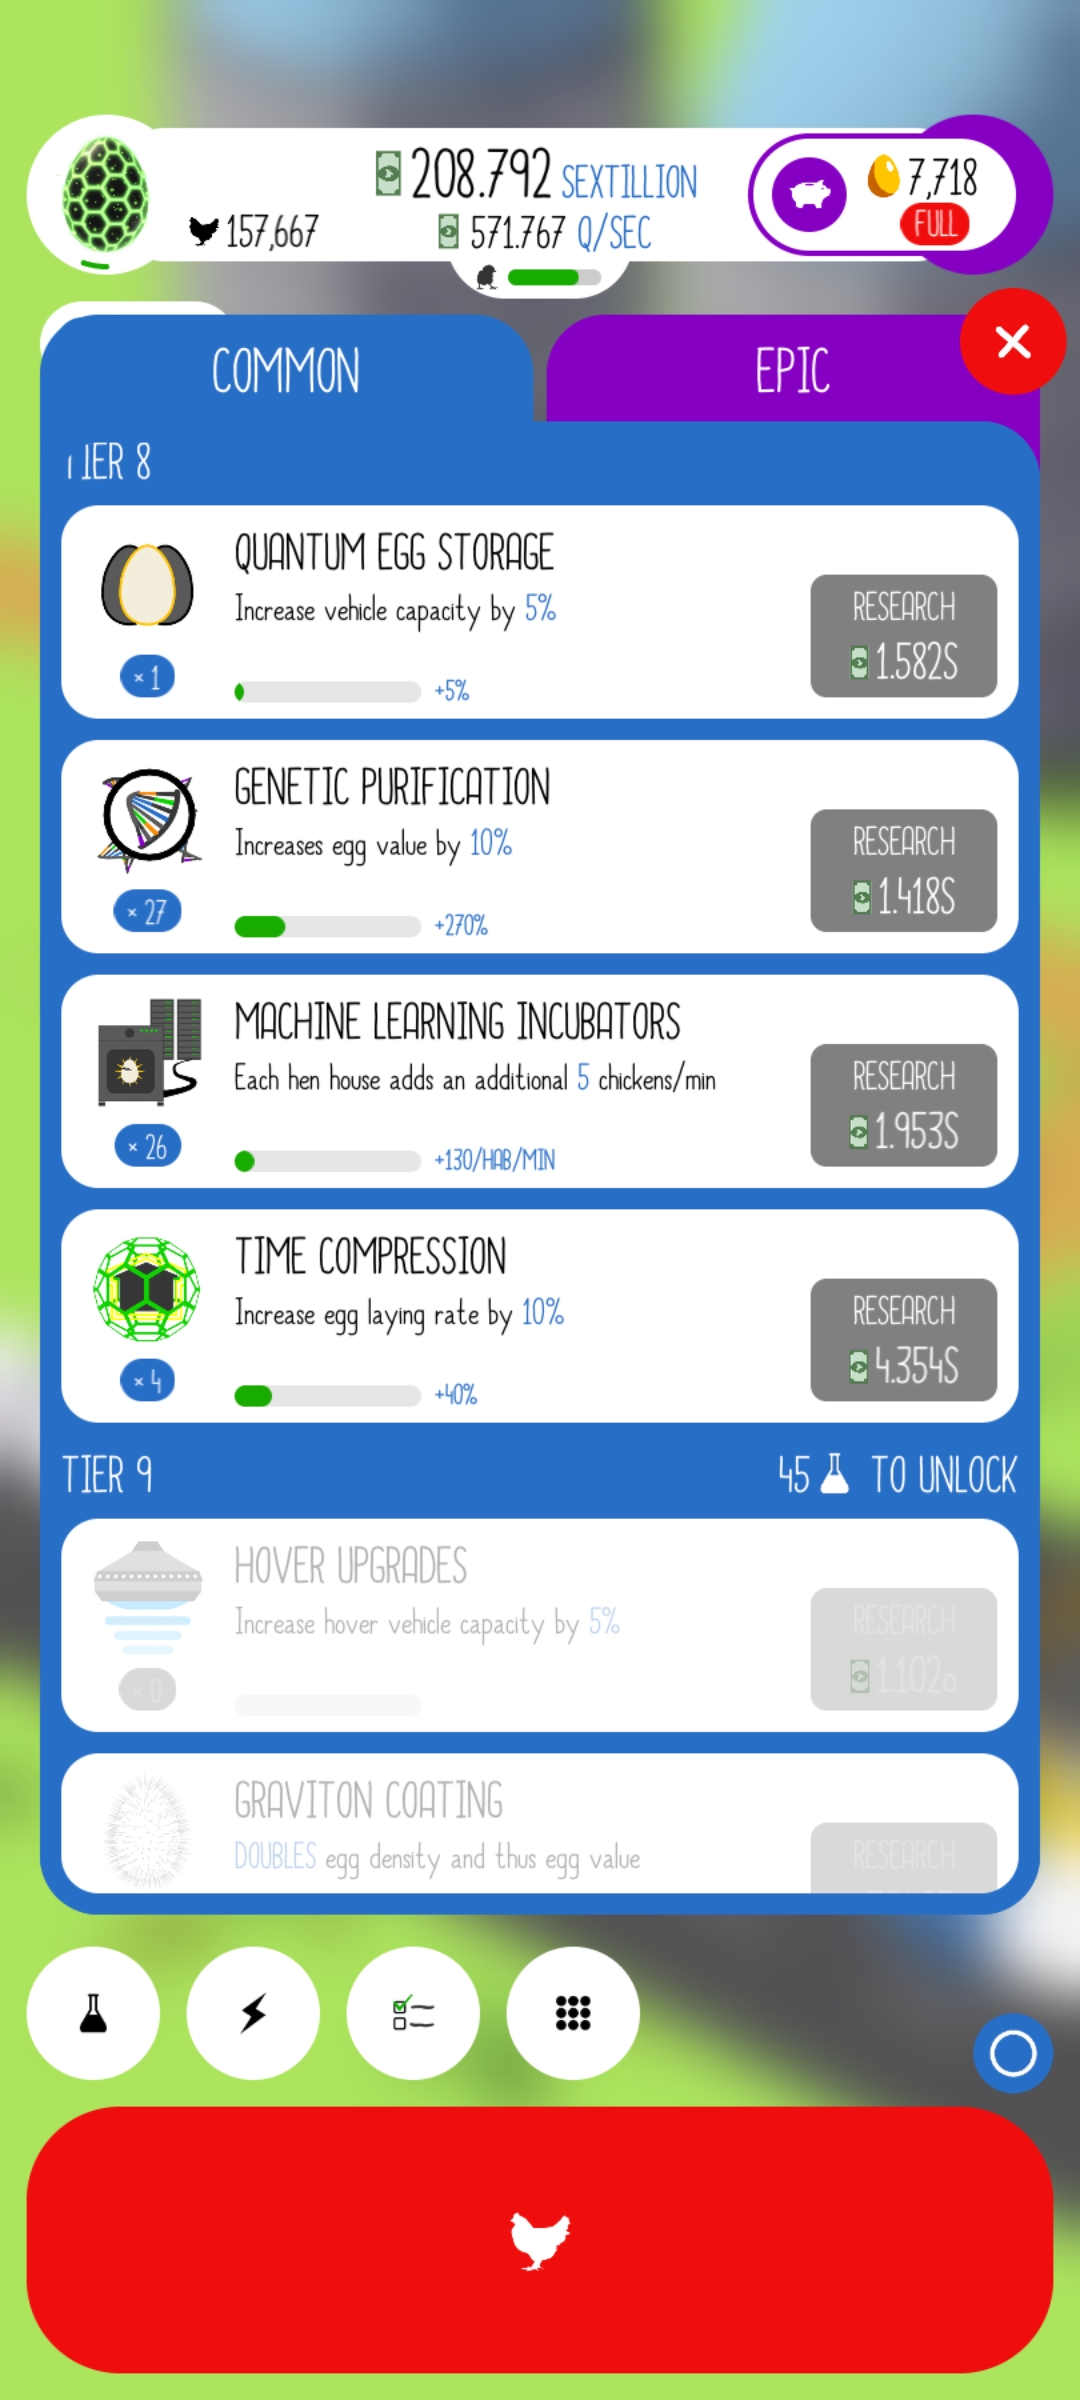 208.792 SEXTILLION
7,718
157,667
571.767 Q/SEC
FULL
COMMON
EPIC
TIER 8
QUANTUM EGG STORAGE
Increase vehicle capacity by 5%
RESEARCH
1.582S
× 1
+5%
GENETIC PURIFICATION
Increases egg value by 10%
RESEARCH
1.418S
× 27
+270%
MACHINE LEARNING INCUBATORS
Each hen house adds an additional 5 chickens/min
RESEARCH
1.953S
× 26
+130/HAB/MIN
TIME COMPRESSION
Increase egg laying rate by 10%
RESEARCH
4.354S
× 4
+40%
TIER 9
45 TO UNLOCK
HOVER UPGRADES
Increase hover vehicle capacity by 5%
RESEARCH
1.102o
× 0
GRAVITON COATING
DOUBLES egg density and thus egg value
RESEARCH